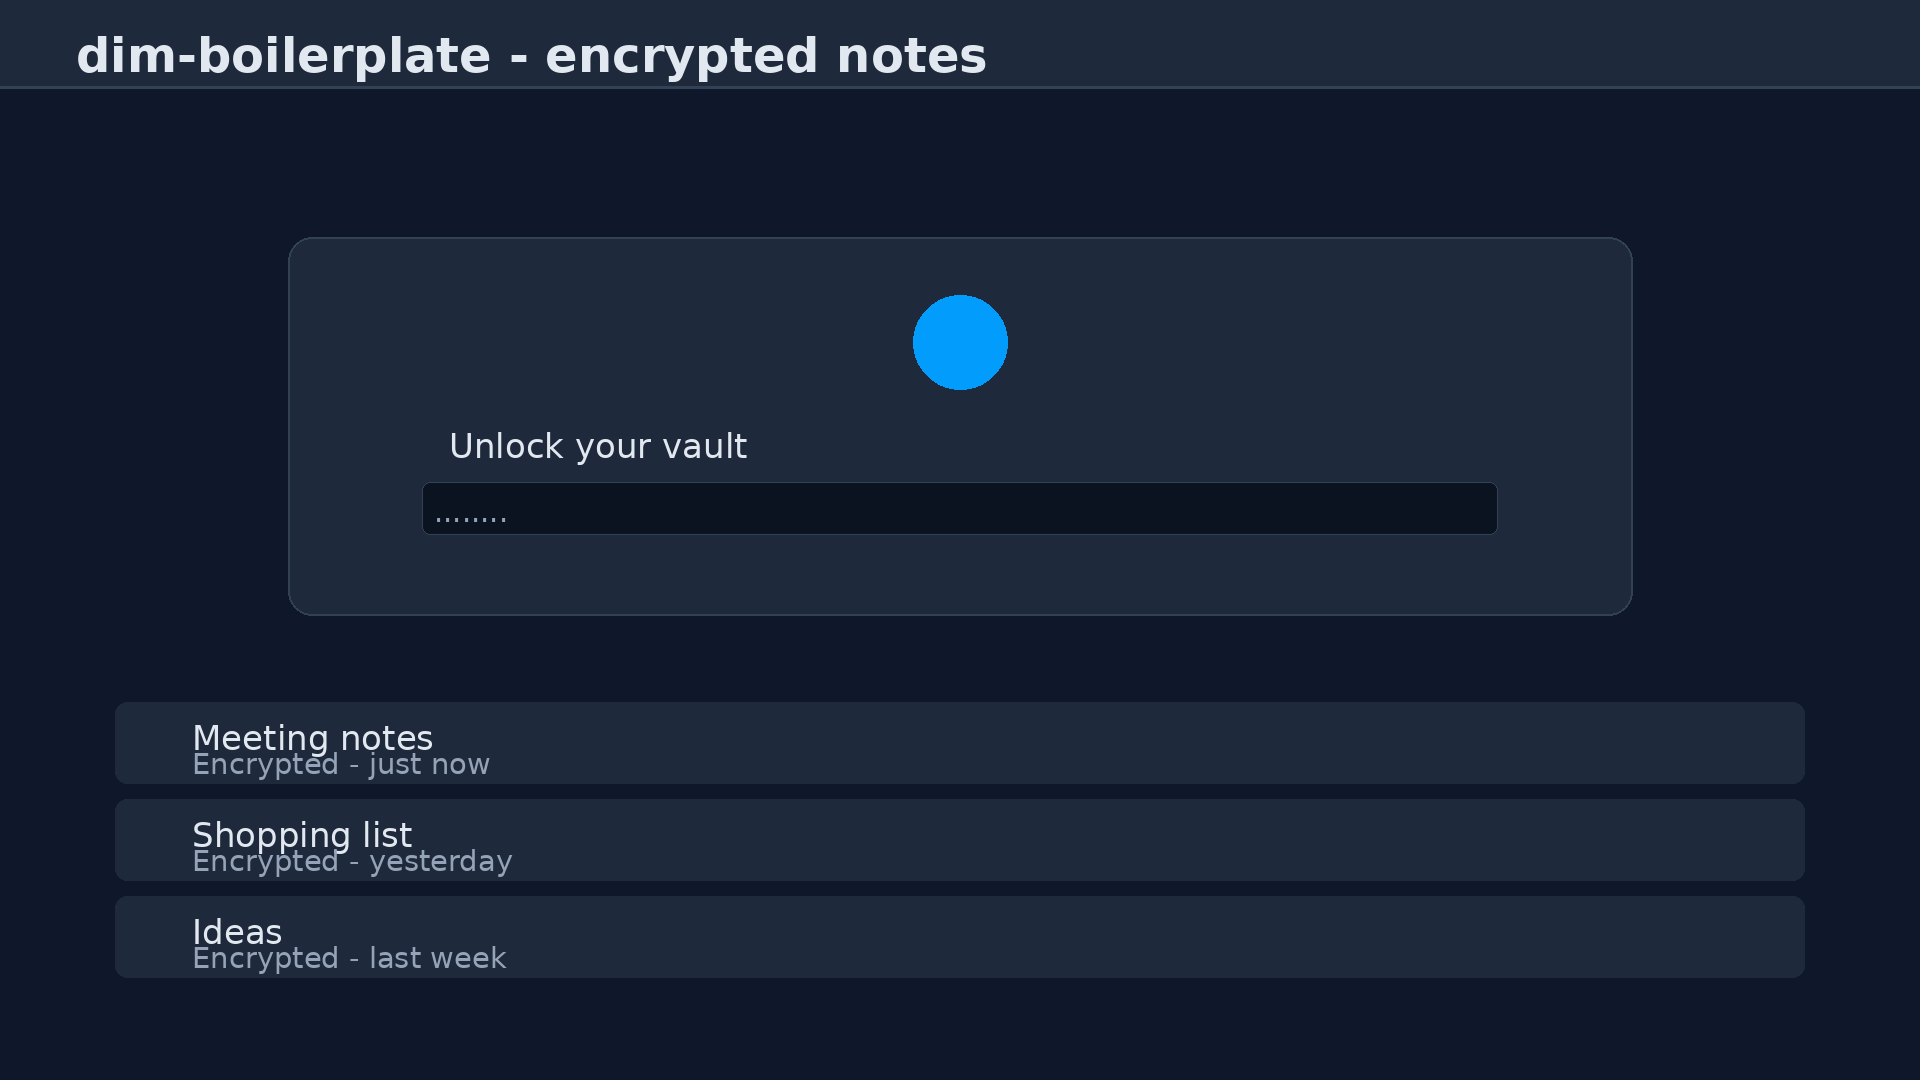 dim-boilerplate - encrypted notes
Unlock your vault
........
Meeting notes
Encrypted - just now
Shopping list
Encrypted - yesterday
Ideas
Encrypted - last week